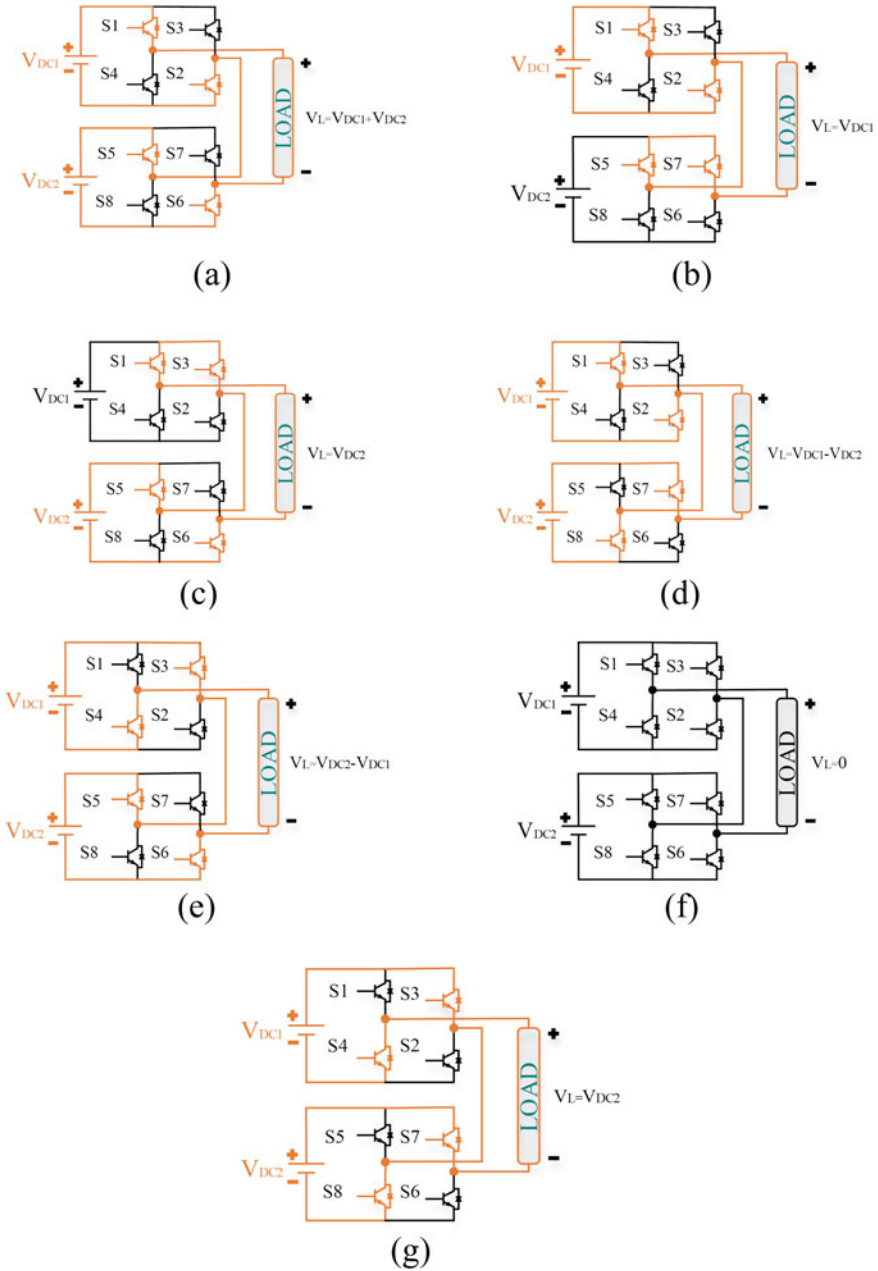 S1 S3
VDC1
S4 S2
LOAD
VL=VDC1+VDC2
S5 S7
VDC2
S8 S6
(a)
S1 S3
VDC1
S4 S2
LOAD
VL=VDC1
S5 S7
VDC2
S8 S6
(b)
S1 S3
VDC1
S4 S2
LOAD
VL=VDC2
S5 S7
VDC2
S8 S6
(c)
S1 S3
VDC1
S4 S2
LOAD
VL=VDC1-VDC2
S5 S7
VDC2
S8 S6
(d)
S1 S3
VDC1
S4 S2
LOAD
VL=VDC2-VDC1
S5 S7
VDC2
S8 S6
(e)
S1 S3
VDC1
S4 S2
LOAD
VL=0
S5 S7
VDC2
S8 S6
(f)
S1 S3
VDC1
S4 S2
LOAD
VL=VDC2
S5 S7
VDC2
S8 S6
(g)